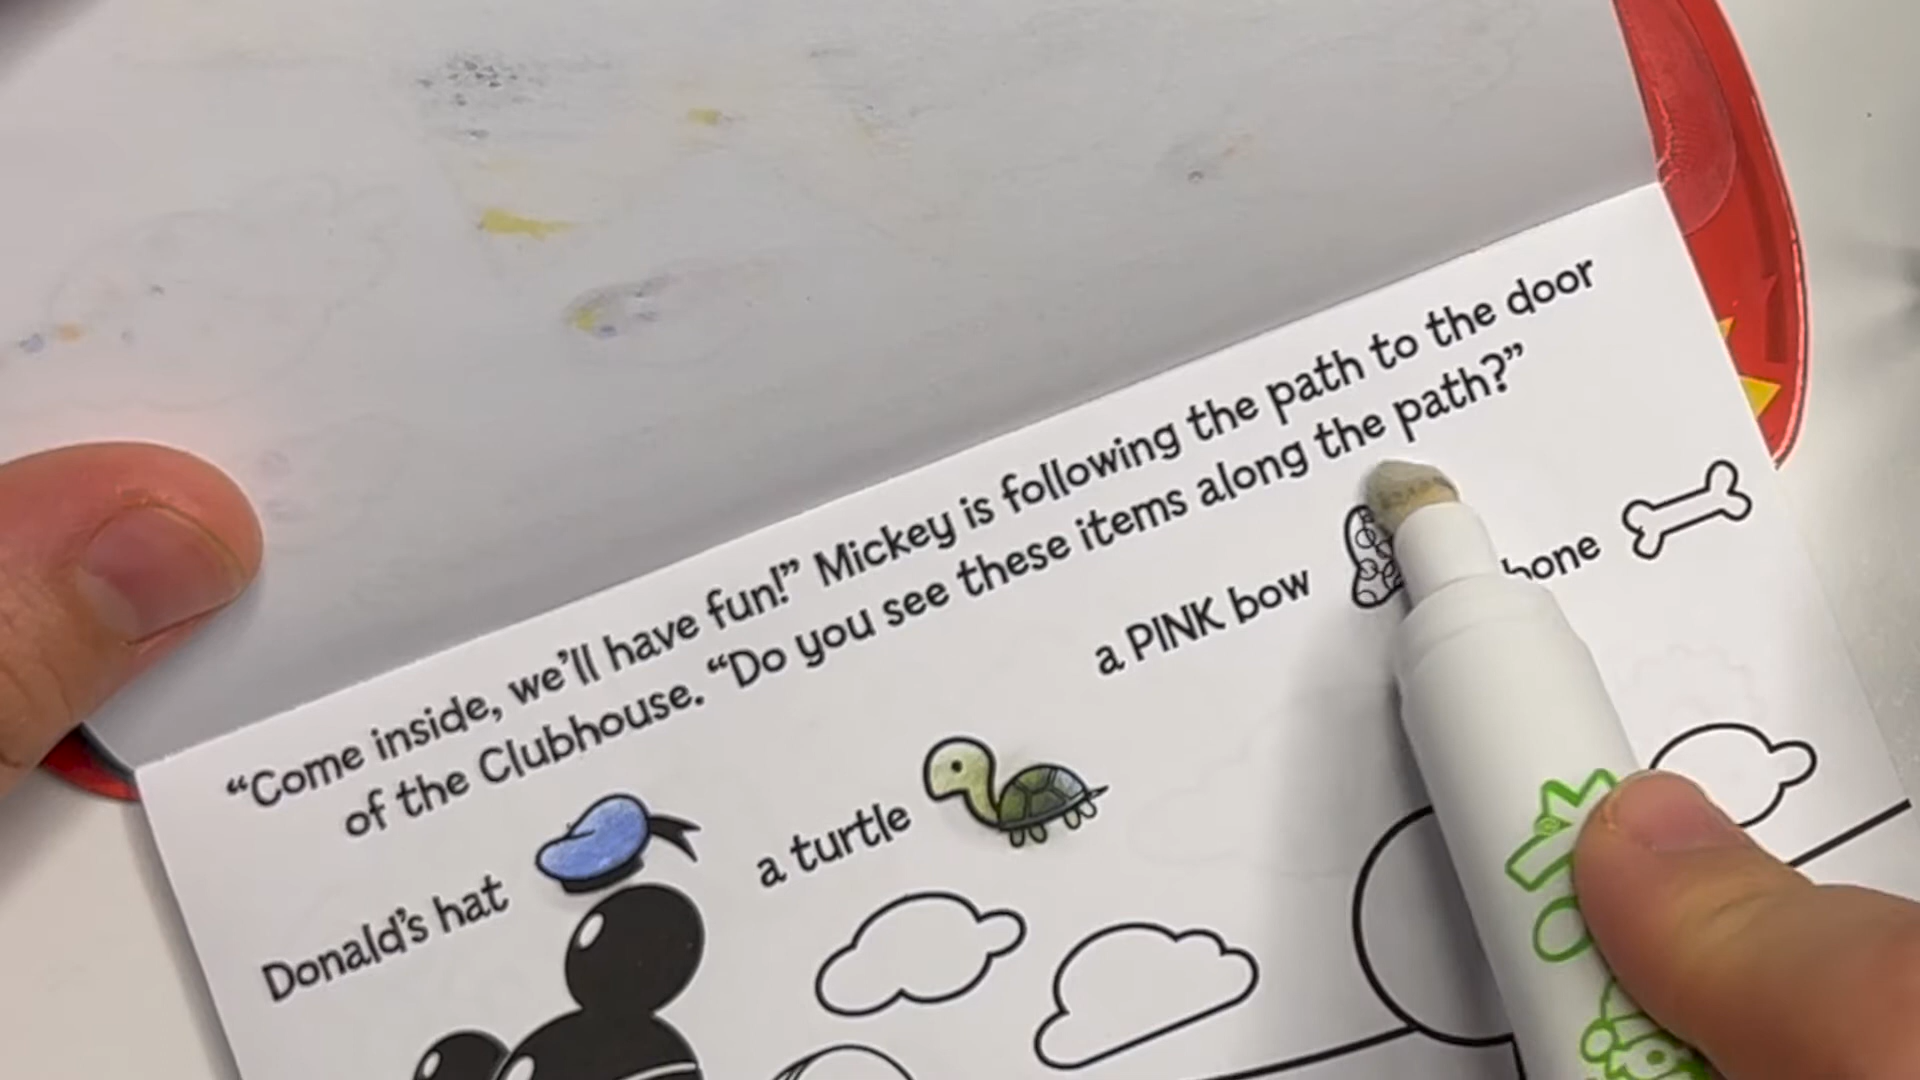 “Come inside, we’ll have fun!” Mickey is following the path to the door
of the Clubhouse. “Do you see these items along the path?”
Donald’s hat
a turtle
a PINK bow
bone